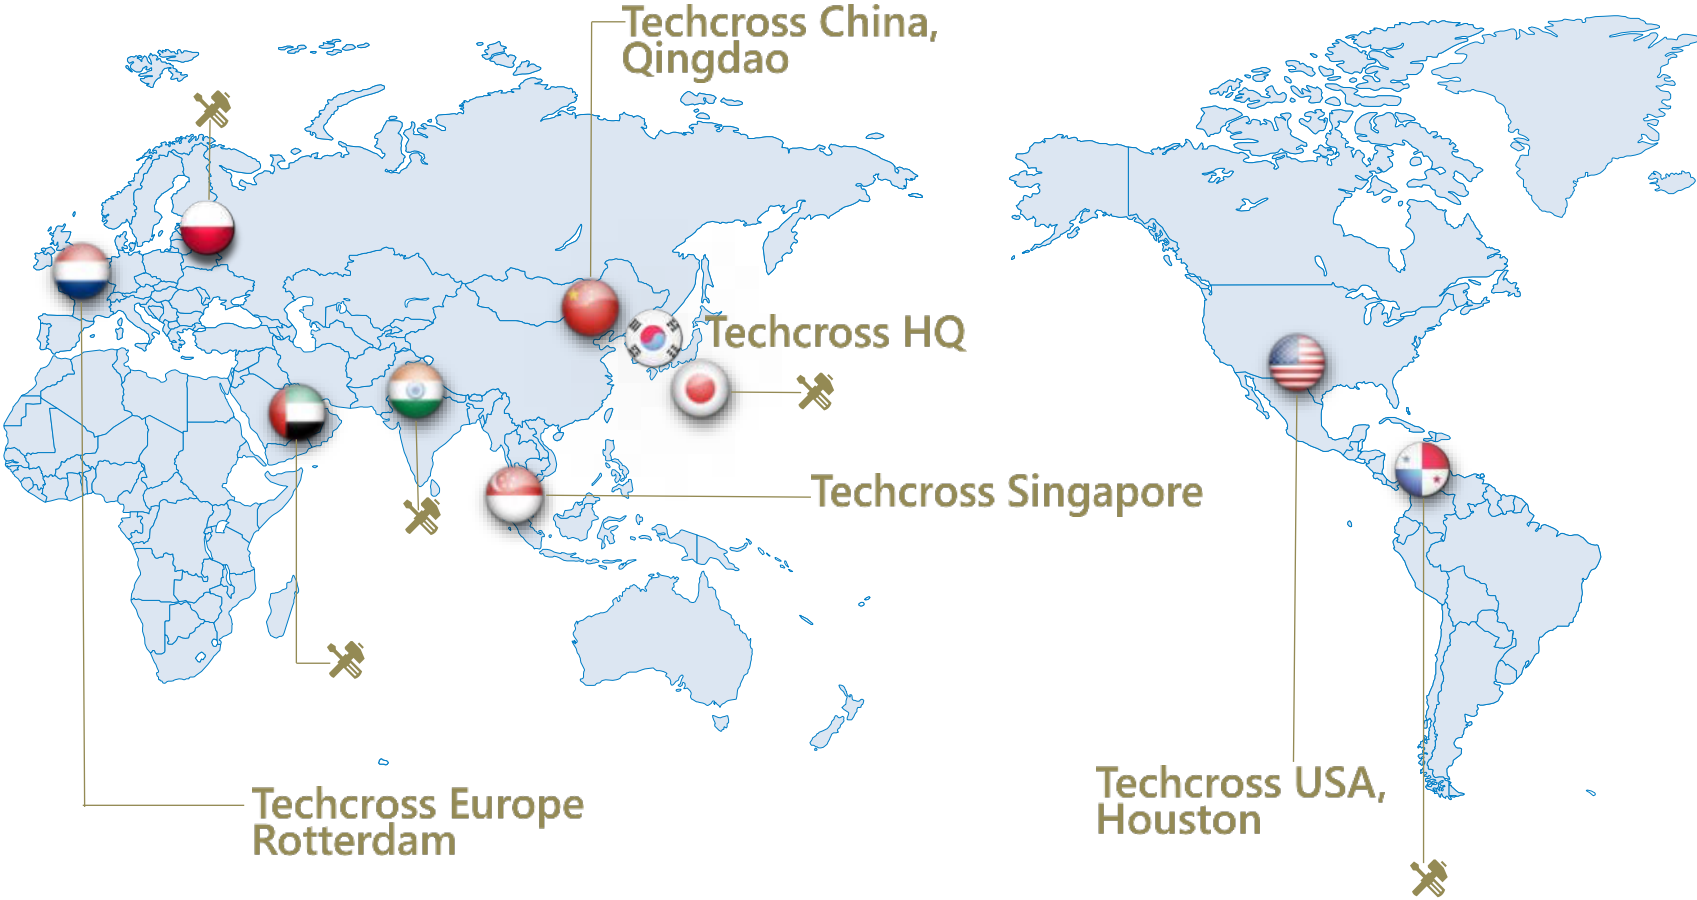 Techcross China,
Qingdao
Techcross HQ
Techcross Singapore
Techcross USA,
Houston
Techcross Europe
Rotterdam